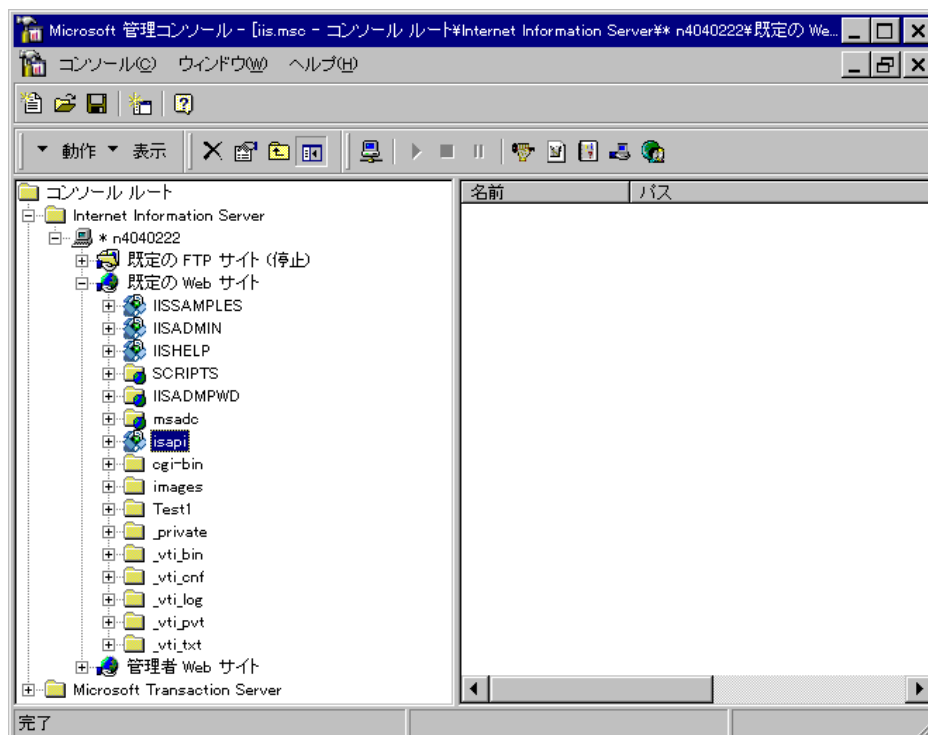 Microsoft 管理コンソール - [iis.msc - コンソール ルート¥Internet Information Server¥* n4040222¥既定の We...
コンソール(C) ウィンドウ(W) ヘルプ(H)
動作 表示
コンソール ルート
名前 パス
Internet Information Server
* n4040222
既定の FTP サイト (停止)
既定の Web サイト
IISSAMPLES
IISADMIN
IISHELP
SCRIPTS
IISADMPWD
msadc
isapi
cgi-bin
images
Test1
_private
_vti_bin
_vti_cnf
_vti_log
_vti_pvt
_vti_txt
管理者 Web サイト
Microsoft Transaction Server
完了